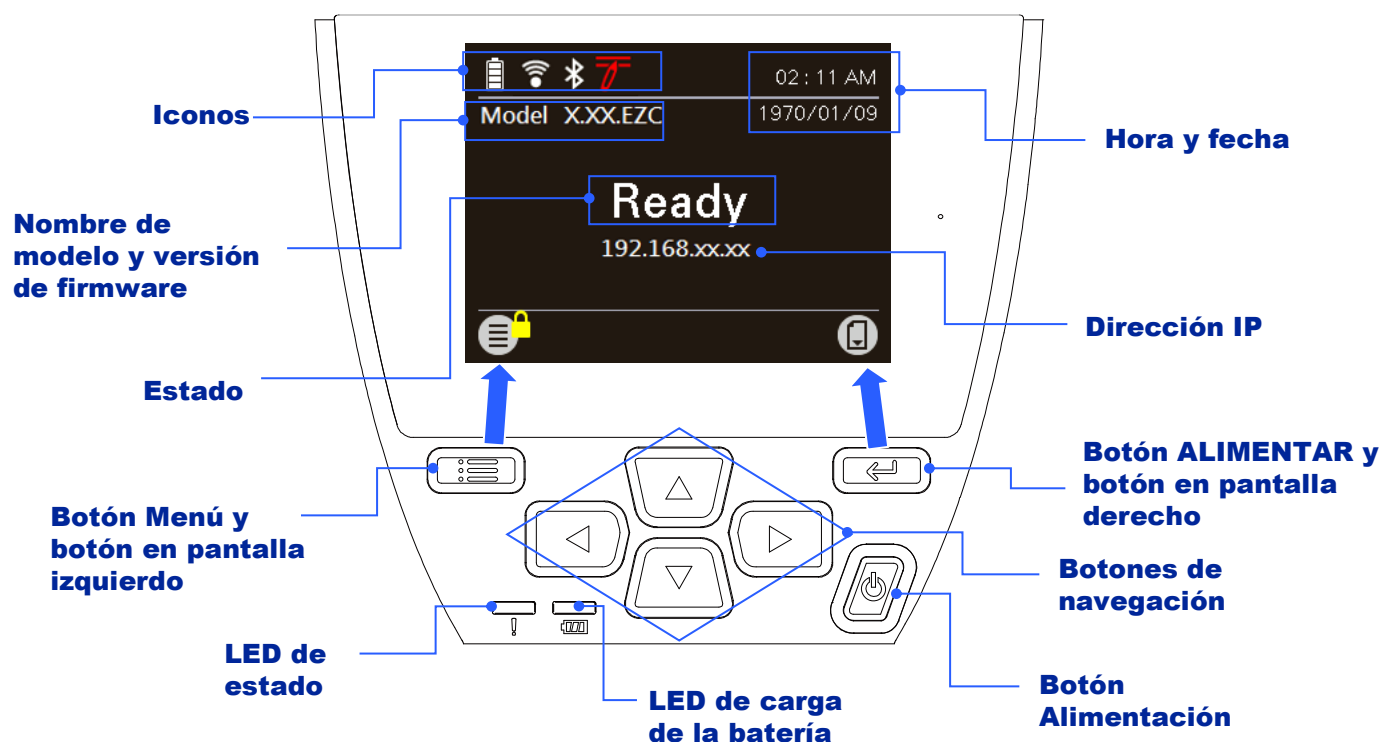 02 : 11 AM
Iconos
Model X.XX.EZC
1970/01/09
Hora y fecha
Ready
Nombre de
modelo y versión
de firmware
192.168.xx.xx
Dirección IP
Estado
Botón ALIMENTAR y
botón en pantalla
derecho
Botón Menú y
botón en pantalla
izquierdo
Botones de
navegación
!
LED de
estado
LED de carga
de la batería
Botón
Alimentación